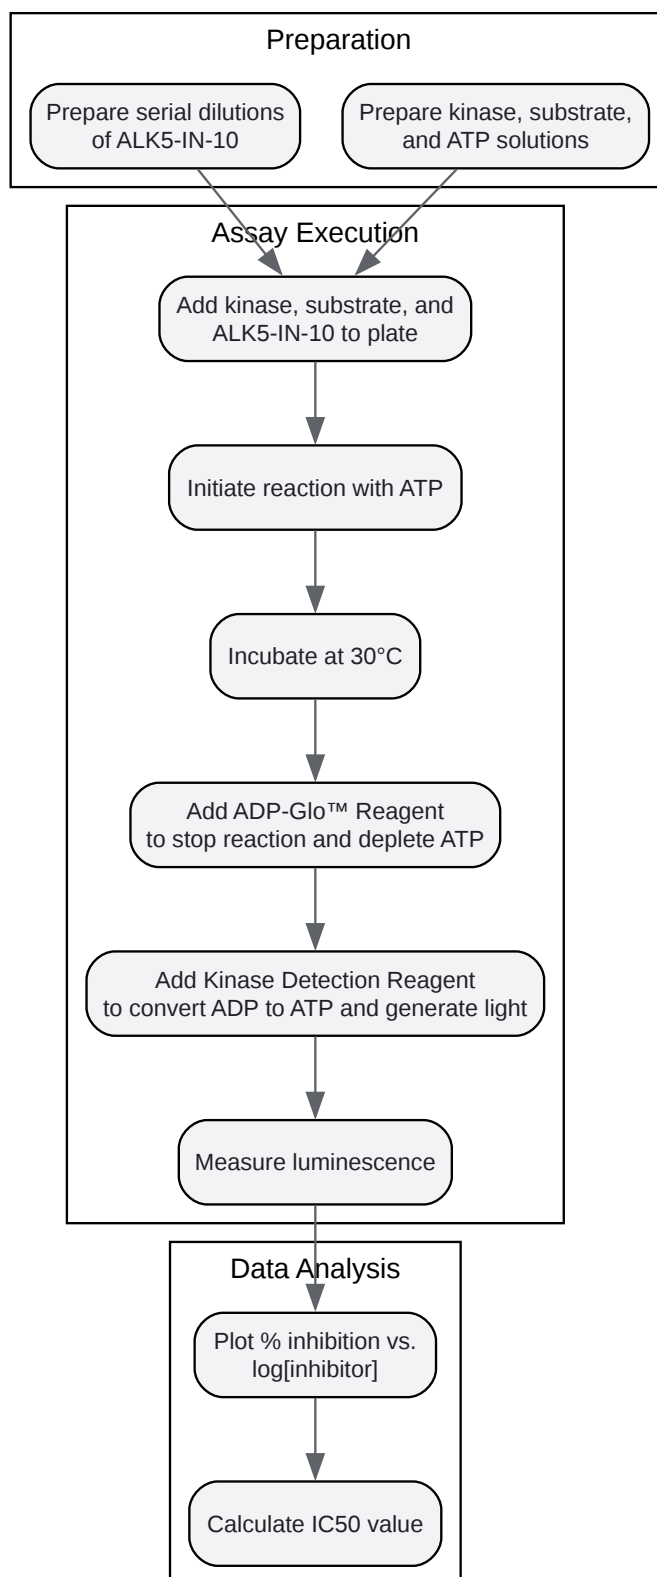 Preparation
Prepare serial dilutions
of ALK5-IN-10
Prepare kinase, substrate,
and ATP solutions
Assay Execution
Add kinase, substrate, and
ALK5-IN-10 to plate
Initiate reaction with ATP
Incubate at 30°C
Add ADP-Glo™ Reagent
to stop reaction and deplete ATP
Add Kinase Detection Reagent
to convert ADP to ATP and generate light
Measure luminescence
Data Analysis
Plot % inhibition vs.
log[inhibitor]
Calculate IC50 value